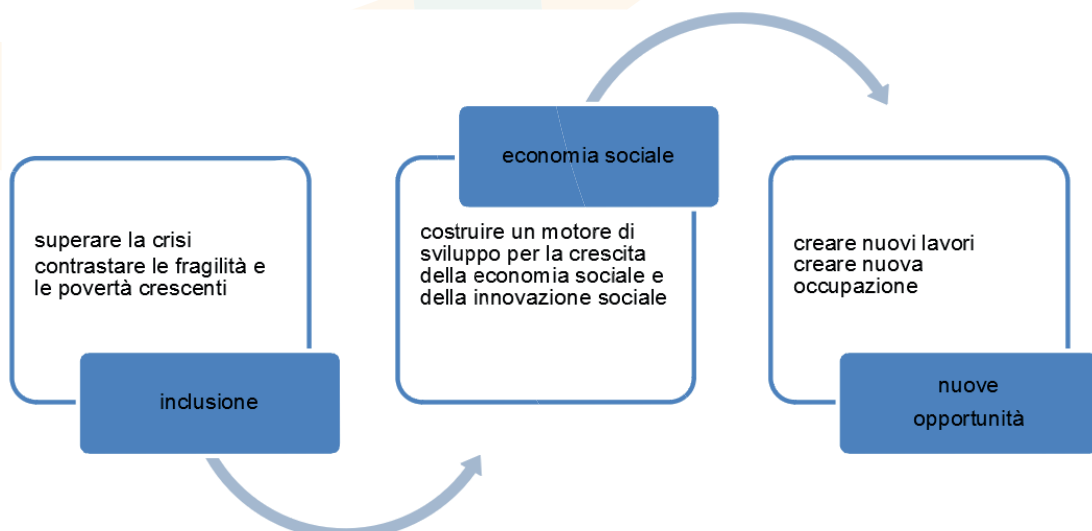 superare la crisi
contrastare le fragilità e
le povertà crescenti
inclusione
economia sociale
costruire un motore di
sviluppo per la crescita
della economia sociale e
della innovazione sociale
creare nuovi lavori
creare nuova
occupazione
nuove
opportunità